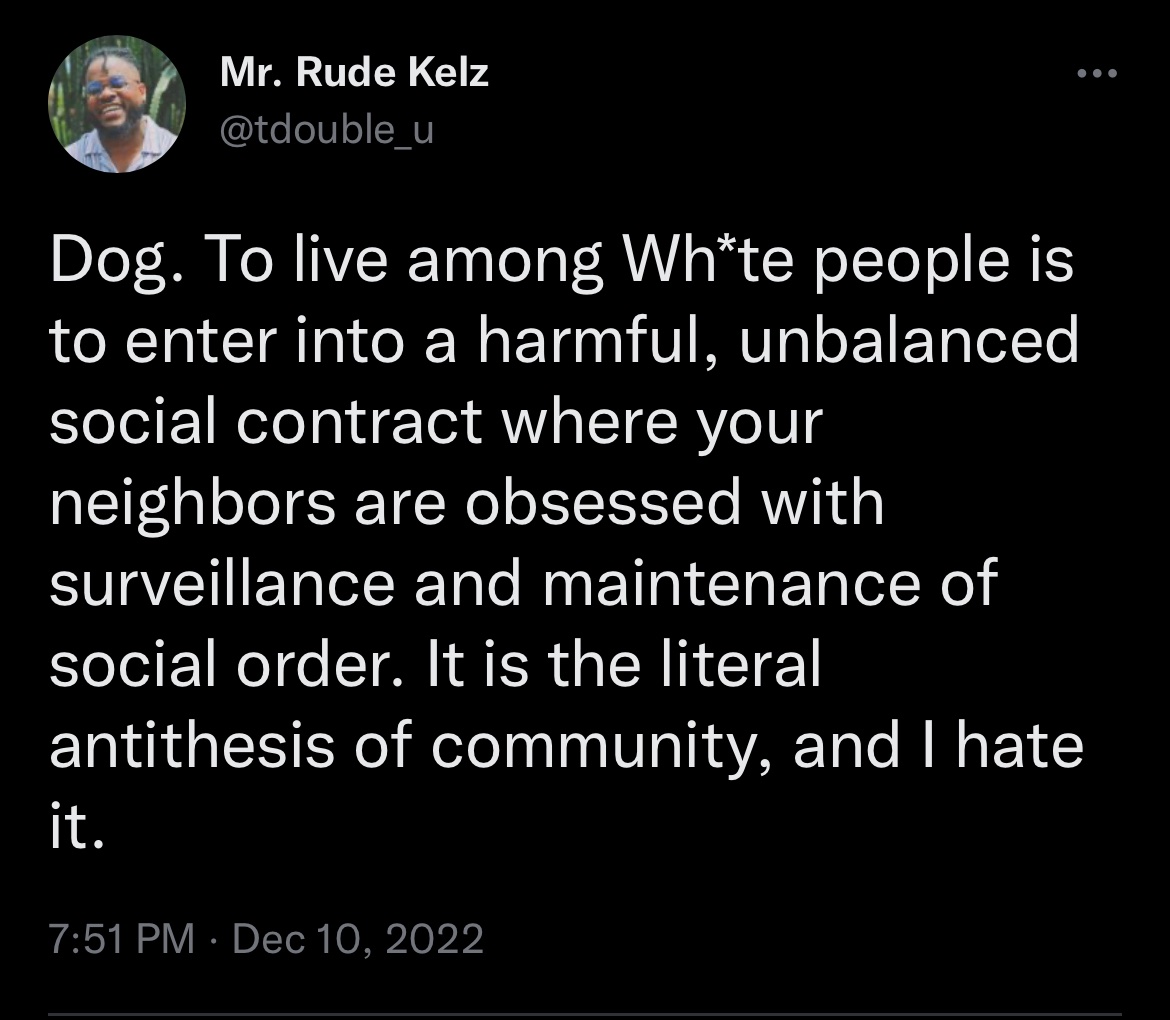 Mr. Rude Kelz
@tdouble_u
Dog. To live among Wh*te people is
to enter into a harmful, unbalanced
social contract where your
neighbors are obsessed with
surveillance and maintenance of
social order. It is the literal
antithesis of community, and I hate
it.
7:51 PM · Dec 10, 2022